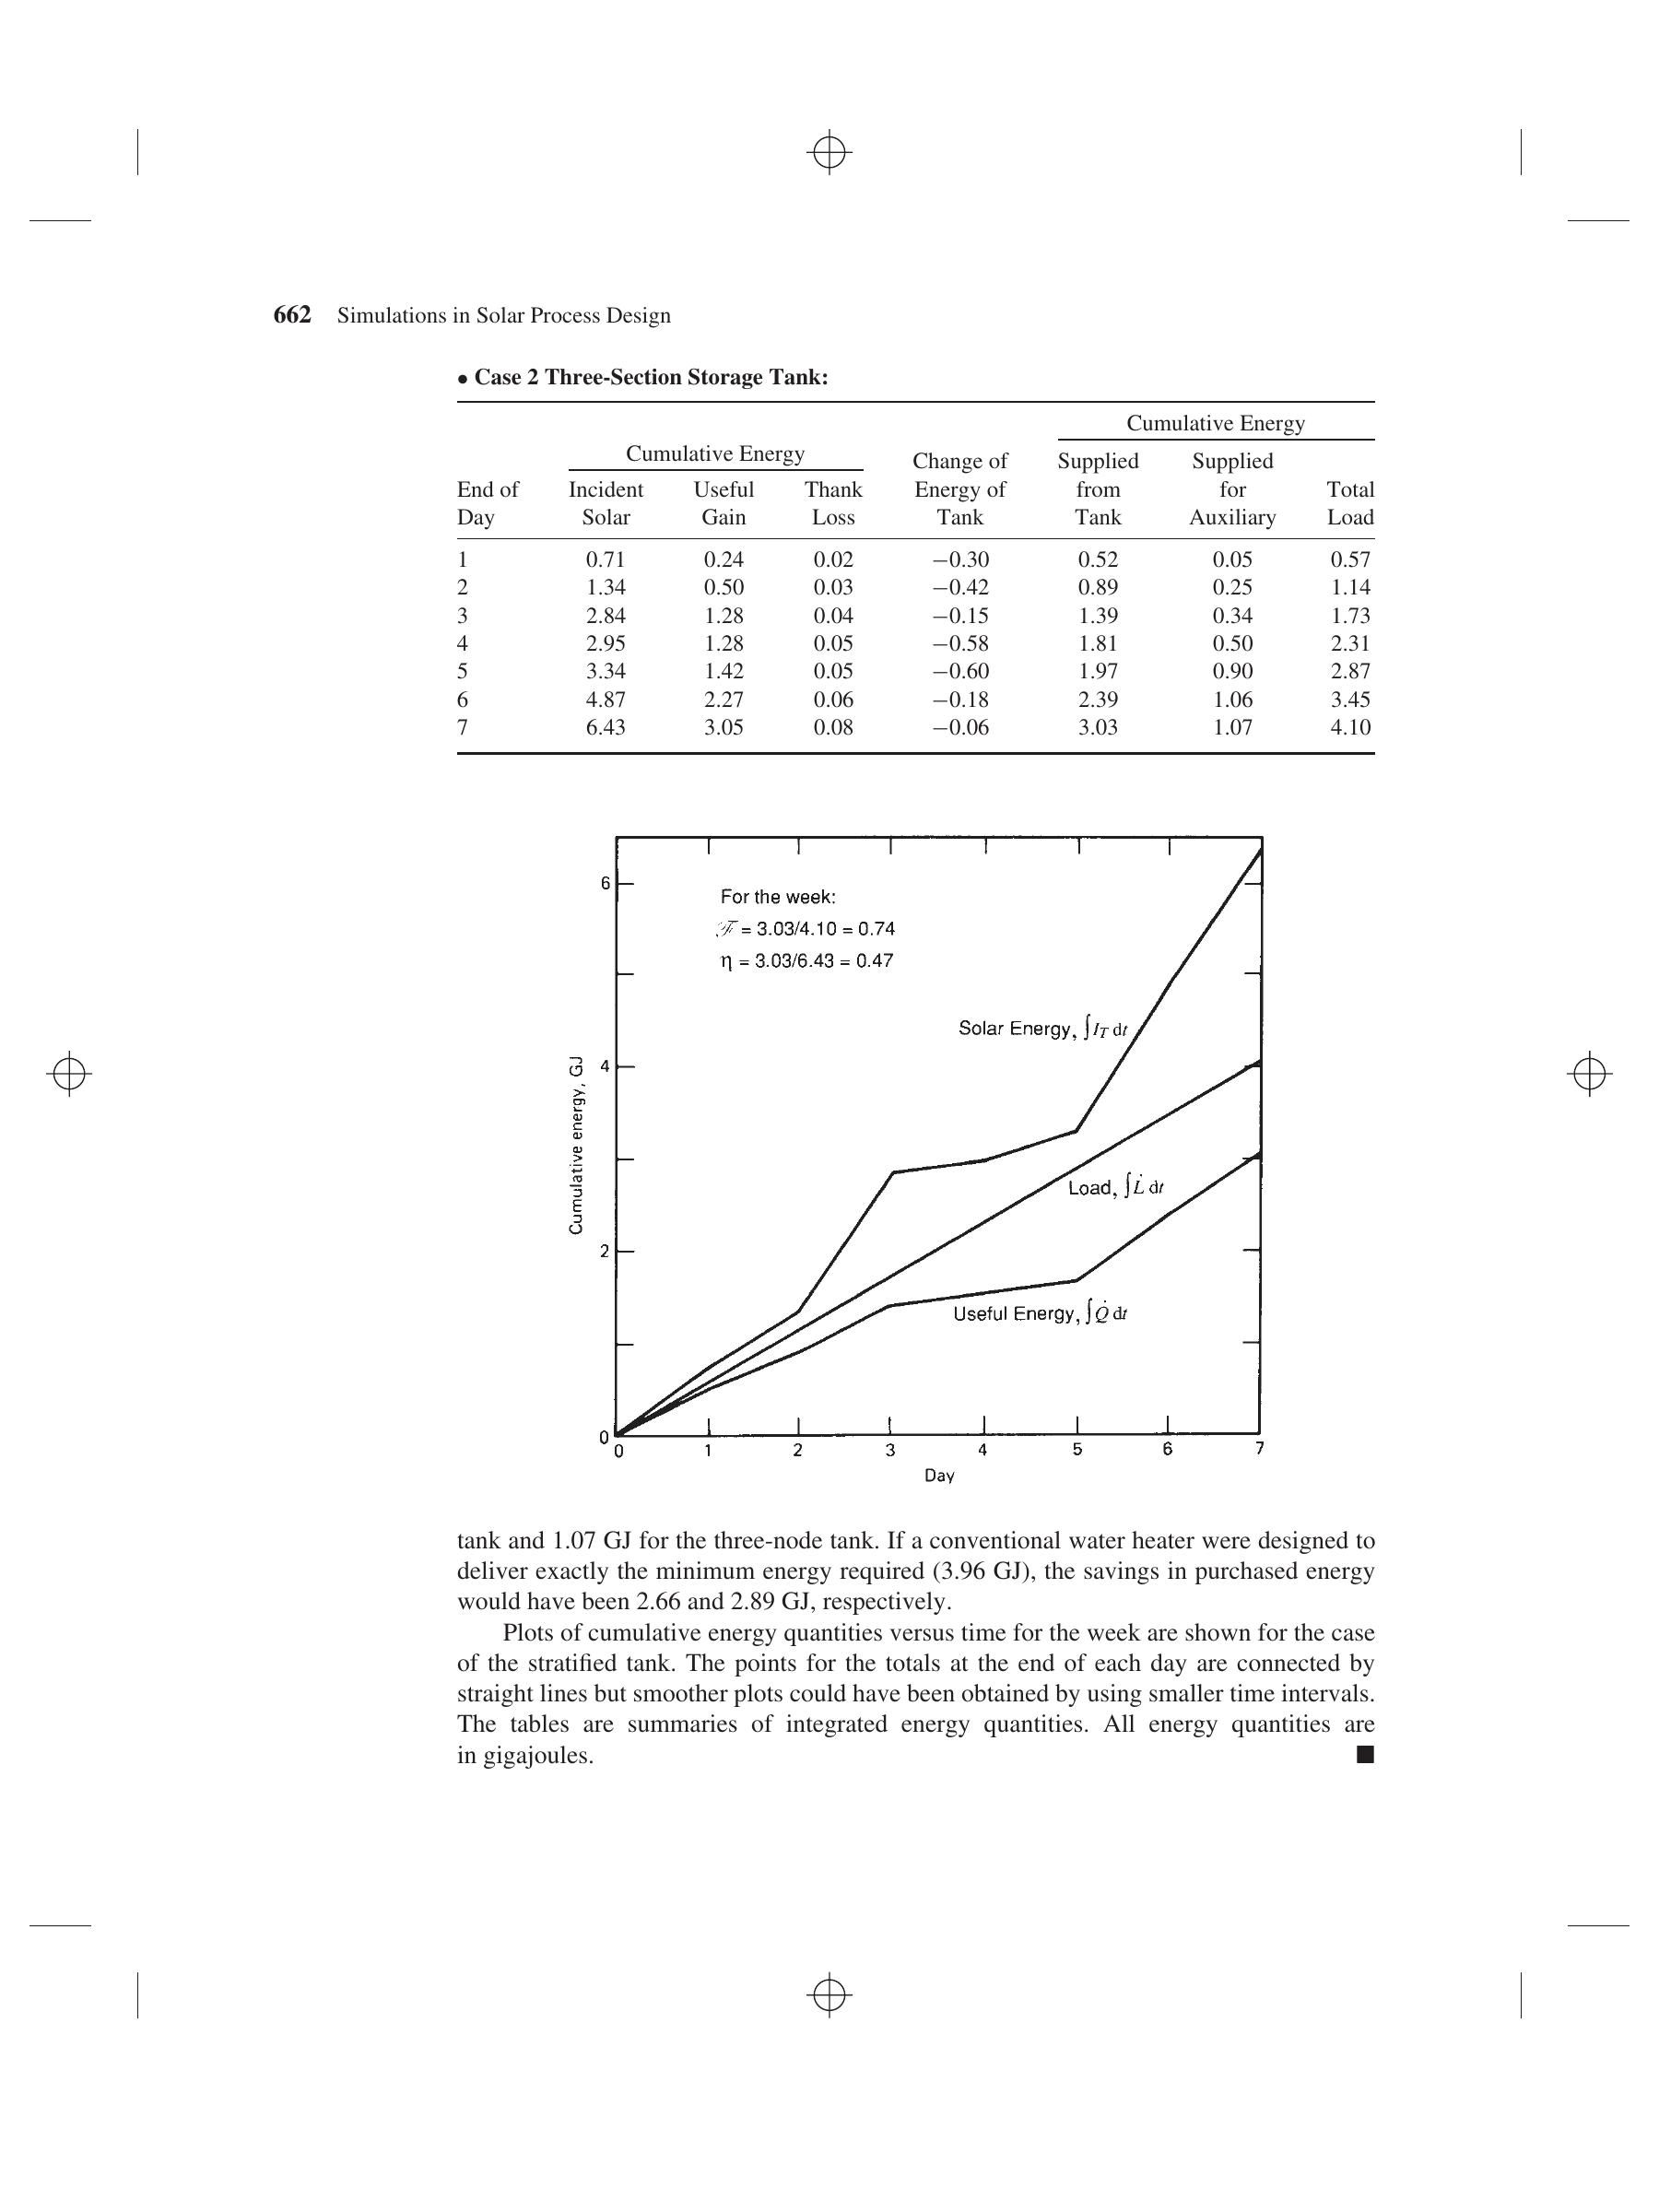 662 Simulations in Solar Process Design
• Case 2 Three-Section Storage Tank:
Cumulative Energy
Cumulative Energy Change of Supplied Supplied
End of Incident Useful Thank Energy of from for Total
Day Solar Gain Loss Tank Tank Auxiliary Load
1 0.71 0.24 0.02 −0.30 0.52 0.05 0.57
2 1.34 0.50 0.03 −0.42 0.89 0.25 1.14
3 2.84 1.28 0.04 −0.15 1.39 0.34 1.73
4 2.95 1.28 0.05 −0.58 1.81 0.50 2.31
5 3.34 1.42 0.05 −0.60 1.97 0.90 2.87
6 4.87 2.27 0.06 −0.18 2.39 1.06 3.45
7 6.43 3.05 0.08 −0.06 3.03 1.07 4.10
6
For the week:
ℱ = 3.03/4.10 = 0.74
η = 3.03/6.43 = 0.47
Solar Energy, ∫I_T dt
4
Cumulative energy, GJ
Load, ∫L̇ dt
2
Useful Energy, ∫Q̇ dt
0
0 1 2 3 4 5 6 7
Day
tank and 1.07 GJ for the three-node tank. If a conventional water heater were designed to
deliver exactly the minimum energy required (3.96 GJ), the savings in purchased energy
would have been 2.66 and 2.89 GJ, respectively.
Plots of cumulative energy quantities versus time for the week are shown for the case
of the stratified tank. The points for the totals at the end of each day are connected by
straight lines but smoother plots could have been obtained by using smaller time intervals.
The tables are summaries of integrated energy quantities. All energy quantities are
in gigajoules. ■